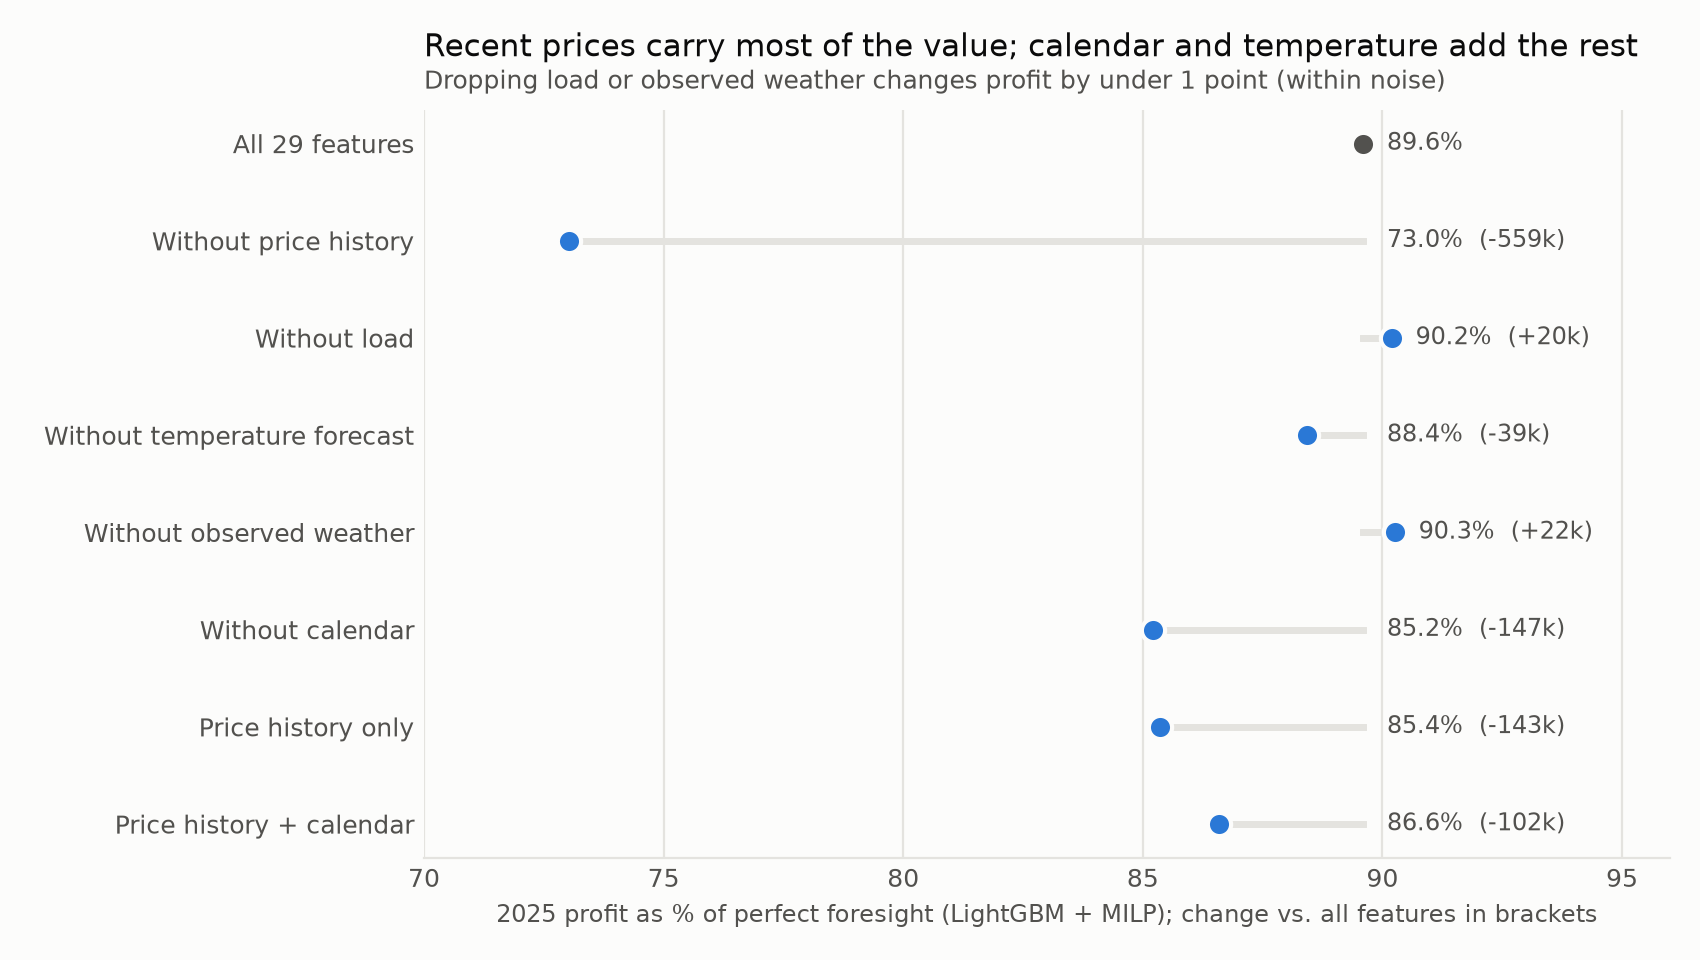 Recent prices carry most of the value; calendar and temperature add the rest
Dropping load or observed weather changes profit by under 1 point (within noise)
All 29 features 89.6%
Without price history 73.0% (-559k)
Without load 90.2% (+20k)
Without temperature forecast 88.4% (-39k)
Without observed weather 90.3% (+22k)
Without calendar 85.2% (-147k)
Price history only 85.4% (-143k)
Price history + calendar 86.6% (-102k)
70 75 80 85 90 95
2025 profit as % of perfect foresight (LightGBM + MILP); change vs. all features in brackets